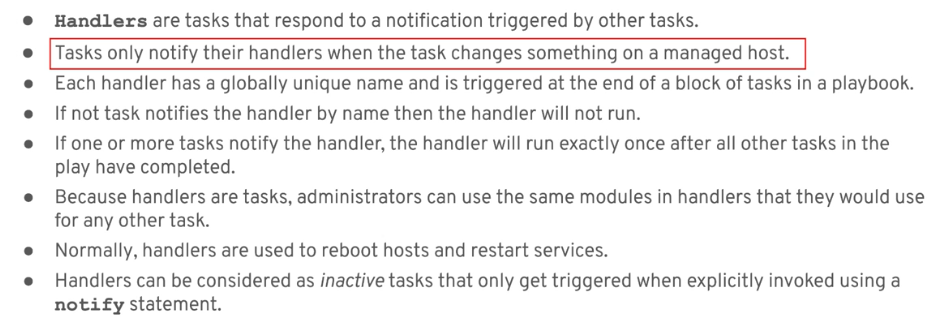 ● Handlers are tasks that respond to a notification triggered by other tasks.
● Tasks only notify their handlers when the task changes something on a managed host.
● Each handler has a globally unique name and is triggered at the end of a block of tasks in a playbook.
● If not task notifies the handler by name then the handler will not run.
● If one or more tasks notify the handler, the handler will run exactly once after all other tasks in the
play have completed.
● Because handlers are tasks, administrators can use the same modules in handlers that they would use
for any other task.
● Normally, handlers are used to reboot hosts and restart services.
● Handlers can be considered as inactive tasks that only get triggered when explicitly invoked using a
notify statement.